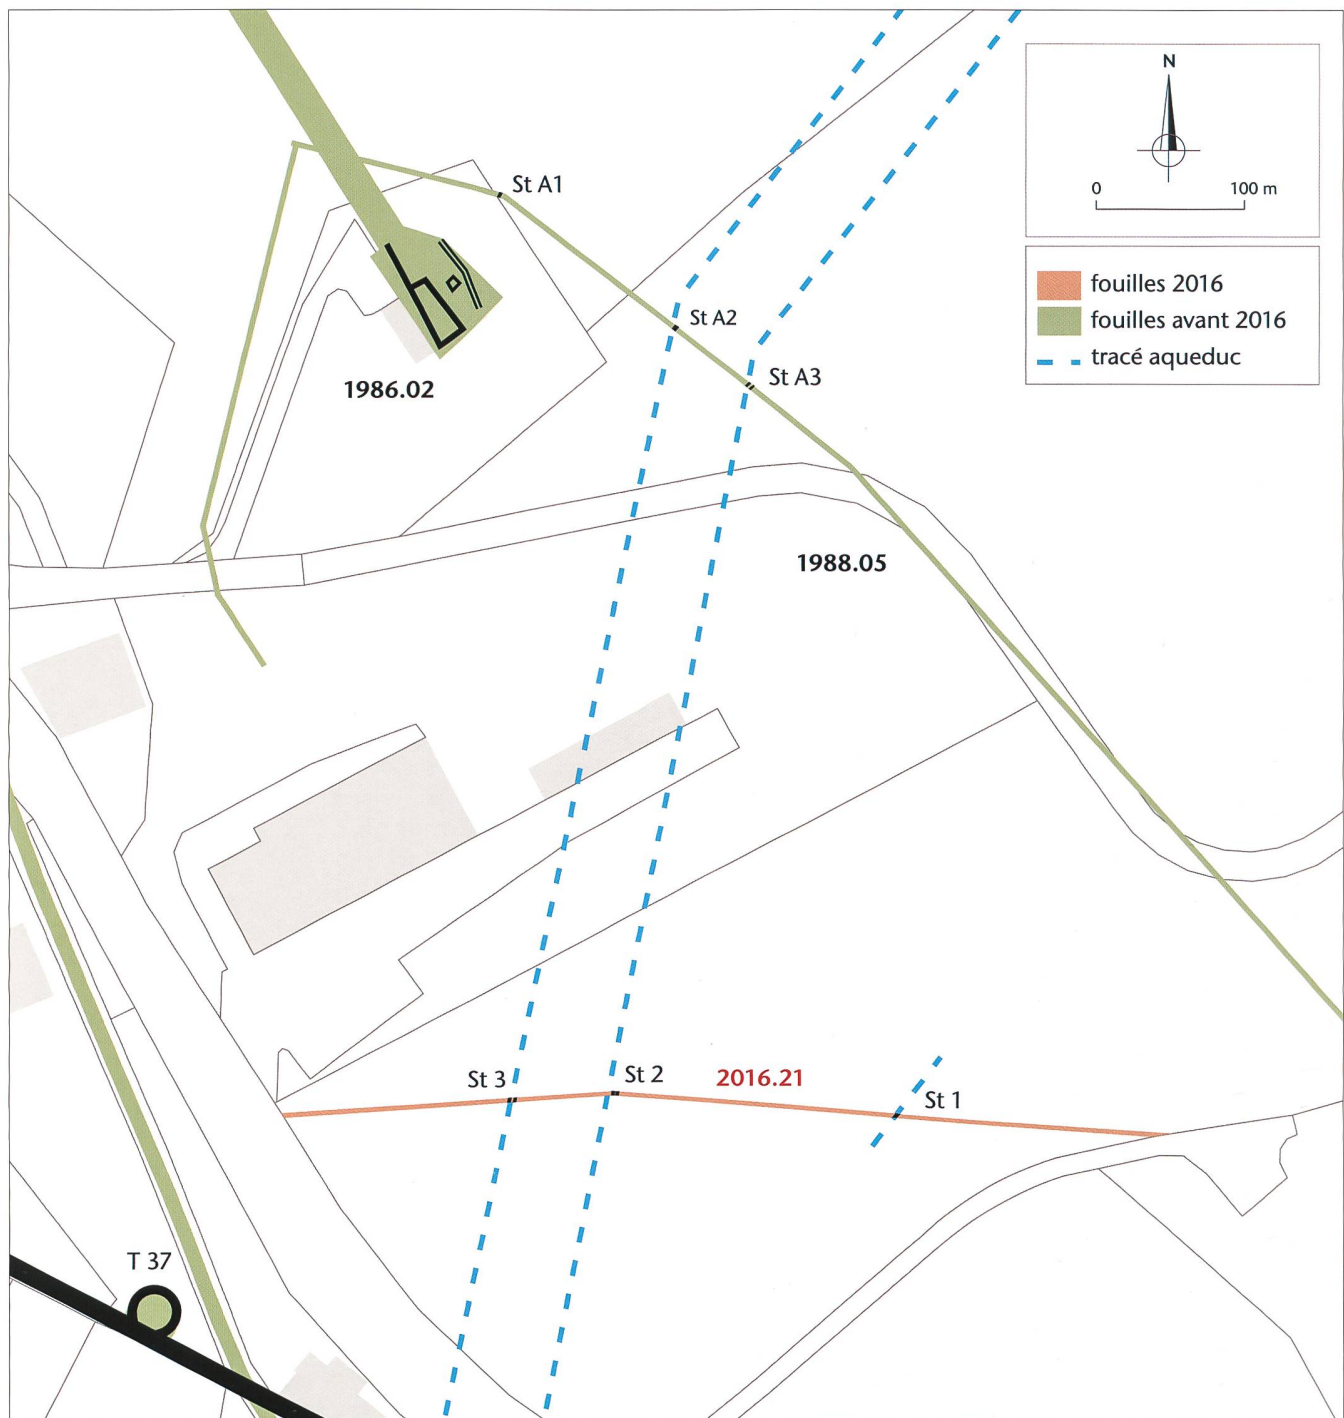 N
0 100 m
fouilles 2016
fouilles avant 2016
tracé aqueduc
St A1
St A2
St A3
1986.02
1988.05
St 3
St 2
2016.21
St 1
T 37